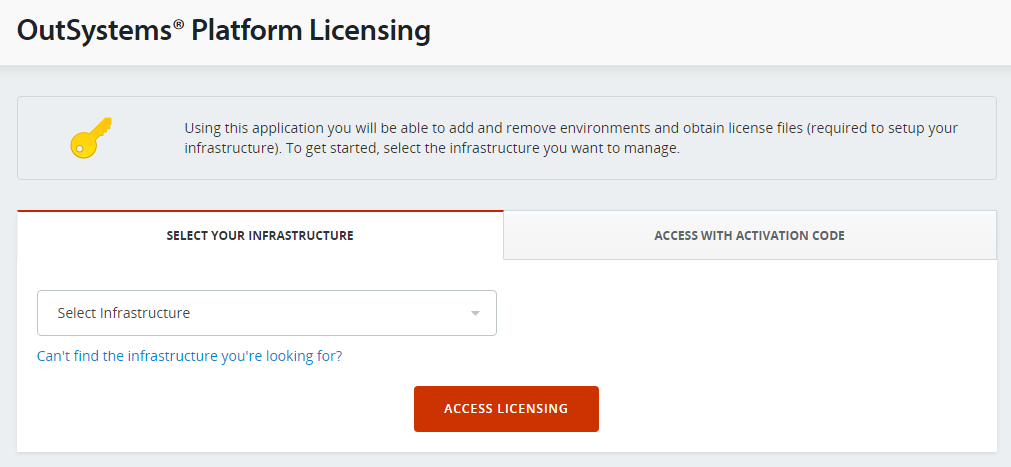 OutSystems® Platform Licensing
Using this application you will be able to add and remove environments and obtain license files (required to setup your
infrastructure). To get started, select the infrastructure you want to manage.
SELECT YOUR INFRASTRUCTURE
ACCESS WITH ACTIVATION CODE
Select Infrastructure
Can't find the infrastructure you're looking for?
ACCESS LICENSING